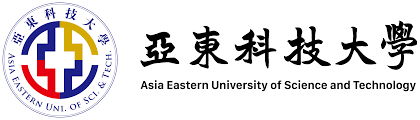 亞東科技大學
ASIA EASTERN UNI. OF SCI. & TECH.
亞東科技大學
Asia Eastern University of Science and Technology